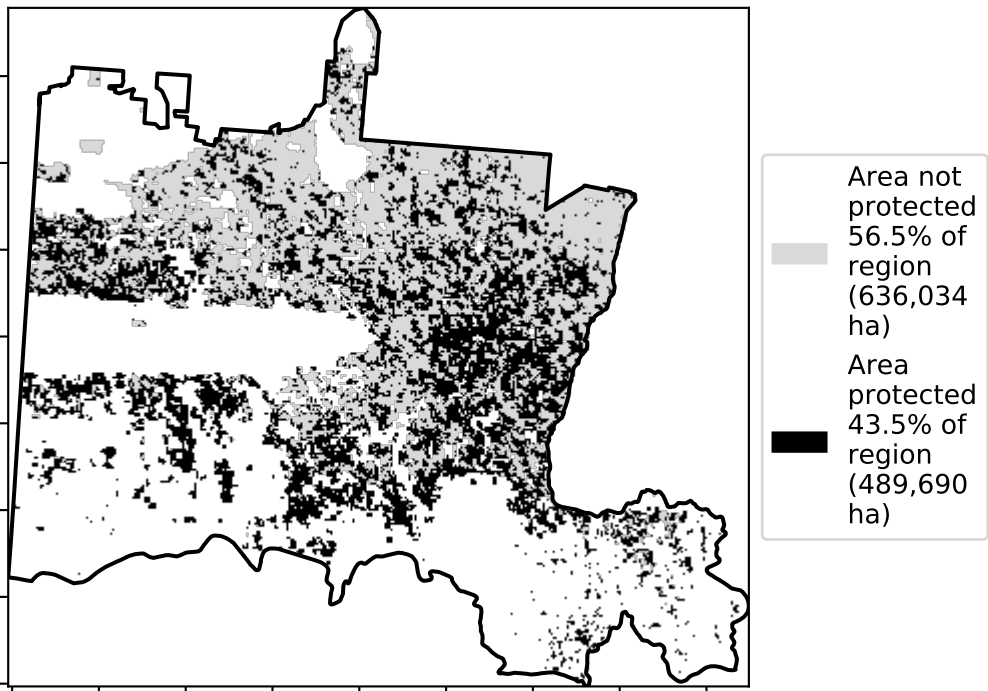 Area not
protected
56.5% of
region
(636,034
ha)
Area
protected
43.5% of
region
(489,690
ha)